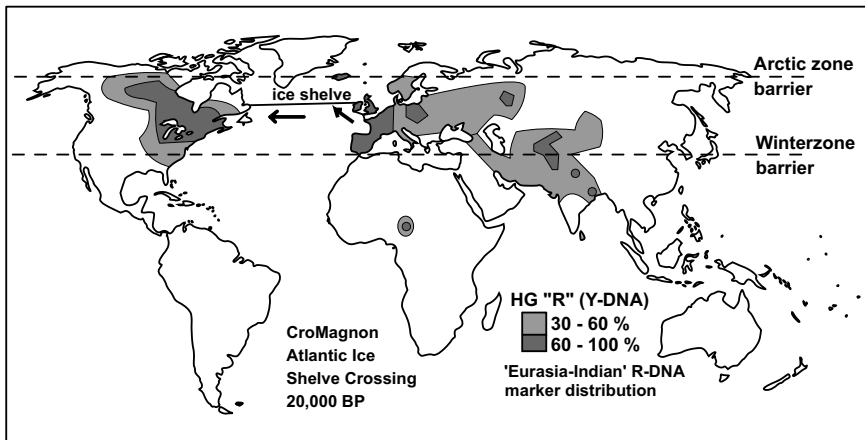 Arctic zone
barrier
ice shelve
Winterzone
barrier
HG "R" (Y-DNA)
30 - 60 %
60 - 100 %
'Eurasia-Indian' R-DNA
marker distribution
CroMagnon
Atlantic Ice
Shelve Crossing
20,000 BP